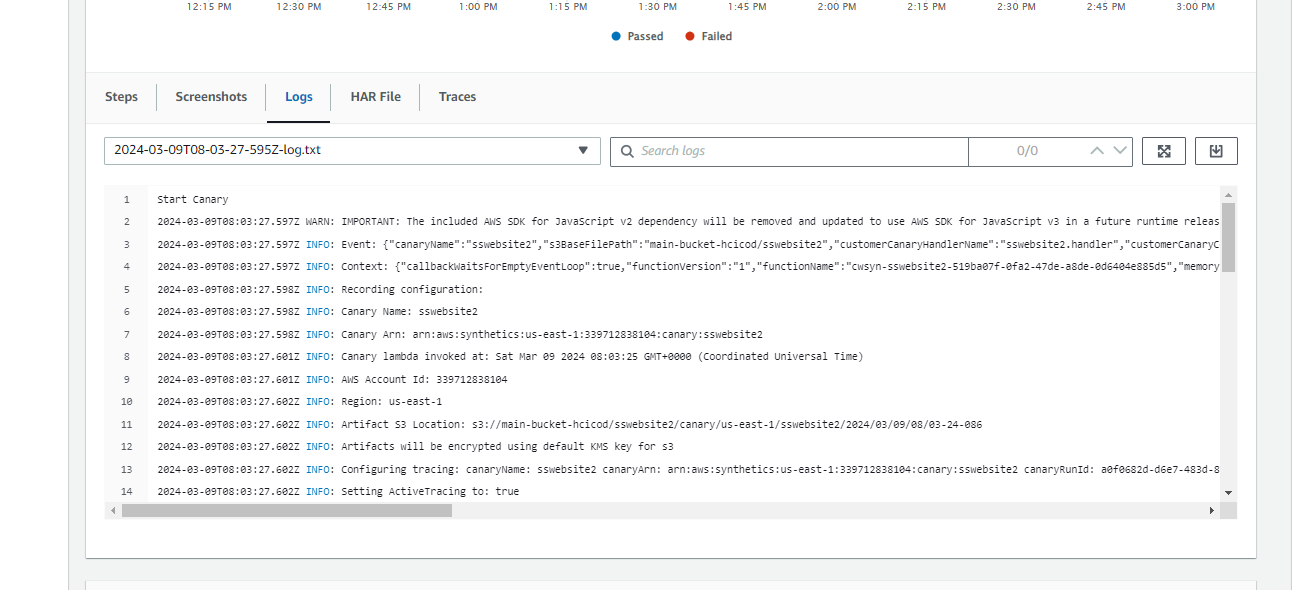 12:15 PM 12:30 PM 12:45 PM 1:00 PM 1:15 PM 1:30 PM 1:45 PM 2:00 PM 2:15 PM 2:30 PM 2:45 PM 3:00 PM
Passed Failed
Steps Screenshots Logs HAR File Traces
2024-03-09T08-03-27-595Z-log.txt Search logs 0/0
1 Start Canary
2 2024-03-09T08:03:27.597Z WARN: IMPORTANT: The included AWS SDK for JavaScript v2 dependency will be removed and updated to use AWS SDK for JavaScript v3 in a future runtime releas
3 2024-03-09T08:03:27.597Z INFO: Event: {"canaryName":"sswebsite2","s3BaseFilePath":"main-bucket-hcicod/sswebsite2","customerCanaryHandlerName":"sswebsite2.handler","customerCanaryC
4 2024-03-09T08:03:27.597Z INFO: Context: {"callbackWaitsForEmptyEventLoop":true,"functionVersion":"1","functionName":"cwsyn-sswebsite2-519ba07f-0fa2-47de-a8de-0d6404e885d5","memory
5 2024-03-09T08:03:27.598Z INFO: Recording configuration:
6 2024-03-09T08:03:27.598Z INFO: Canary Name: sswebsite2
7 2024-03-09T08:03:27.598Z INFO: Canary Arn: arn:aws:synthetics:us-east-1:339712838104:canary:sswebsite2
8 2024-03-09T08:03:27.601Z INFO: Canary lambda invoked at: Sat Mar 09 2024 08:03:25 GMT+0000 (Coordinated Universal Time)
9 2024-03-09T08:03:27.601Z INFO: AWS Account Id: 339712838104
10 2024-03-09T08:03:27.602Z INFO: Region: us-east-1
11 2024-03-09T08:03:27.602Z INFO: Artifact S3 Location: s3://main-bucket-hcicod/sswebsite2/canary/us-east-1/sswebsite2/2024/03/09/08/03-24-086
12 2024-03-09T08:03:27.602Z INFO: Artifacts will be encrypted using default KMS key for s3
13 2024-03-09T08:03:27.602Z INFO: Configuring tracing: canaryName: sswebsite2 canaryArn: arn:aws:synthetics:us-east-1:339712838104:canary:sswebsite2 canaryRunId: a0f0682d-d6e7-483d-8
14 2024-03-09T08:03:27.602Z INFO: Setting ActiveTracing to: true